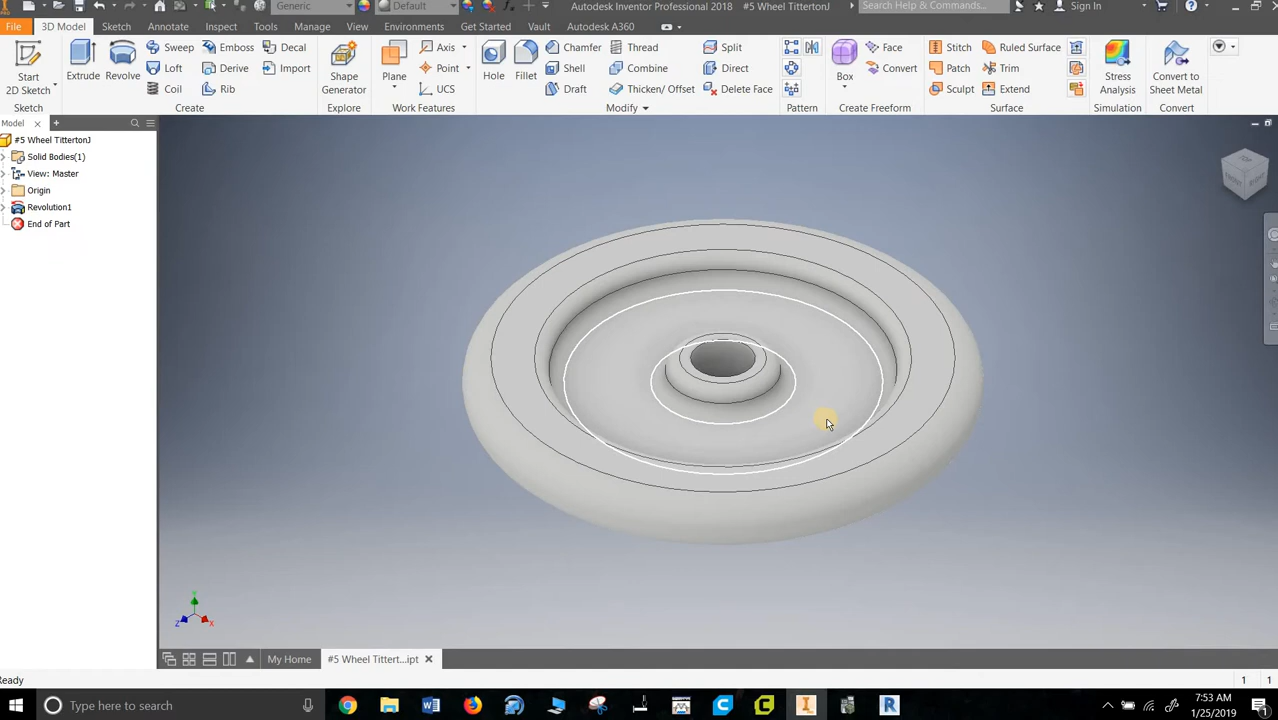 Generic
Default
Autodesk Inventor Professional 2018 #5 Wheel TittertonJ
Search Help & Commands...
Sign In
File
3D Model
Sketch
Annotate
Inspect
Tools
Manage
View
Environments
Get Started
Vault
Autodesk A360
Start
2D Sketch
Extrude
Revolve
Sweep
Emboss
Decal
Loft
Derive
Import
Coil
Rib
Shape
Generator
Plane
Axis
Point
UCS
Hole
Fillet
Chamfer
Thread
Split
Shell
Combine
Direct
Draft
Thicken/ Offset
Delete Face
Box
Face
Convert
Stitch
Ruled Surface
Patch
Trim
Sculpt
Extend
Stress
Analysis
Convert to
Sheet Metal
Sketch
Create
Explore
Work Features
Modify
Pattern
Create Freeform
Surface
Simulation
Convert
Model
#5 Wheel TittertonJ
Solid Bodies(1)
View: Master
Origin
Revolution1
End of Part
TOP
FRONT
RIGHT
Y
Z
X
My Home
#5 Wheel Tittert...ipt
Ready
1
1
Type here to search
7:53 AM
1/25/2019